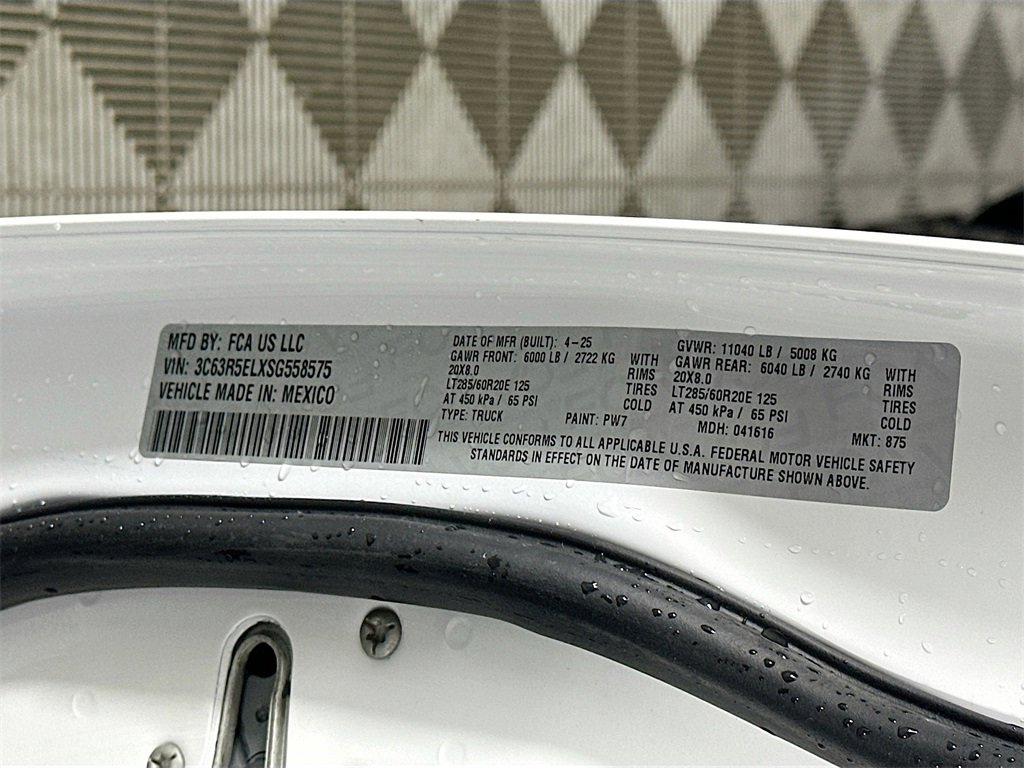 MFD BY: FCA US LLC
VIN: 3C63R5ELXSG558575
VEHICLE MADE IN: MEXICO
DATE OF MFR (BUILT): 4-25
GAWR FRONT: 6000 LB / 2722 KG
20X8.0
LT285/60R20E 125
AT 450 kPa / 65 PSI
WITH
RIMS
TIRES
COLD
TYPE: TRUCK PAINT: PW7
GVWR: 11040 LB / 5008 KG
GAWR REAR: 6040 LB / 2740 KG
20X8.0
LT285/60R20E 125
AT 450 kPa / 65 PSI
WITH
RIMS
TIRES
COLD
MDH: 041616 MKT: 875
THIS VEHICLE CONFORMS TO ALL APPLICABLE U.S.A. FEDERAL MOTOR VEHICLE SAFETY
STANDARDS IN EFFECT ON THE DATE OF MANUFACTURE SHOWN ABOVE.